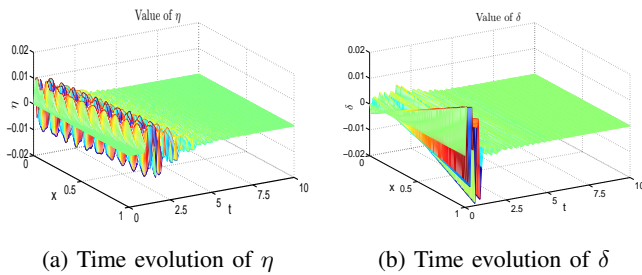 Value of η
0.02
0.01
0
−0.01
−0.02
η
0
0.5
1
x
0
2.5
5
7.5
10
t
(a) Time evolution of η
Value of δ
0.02
0.01
0
−0.01
−0.02
δ
0
0.5
1
x
0
2.5
5
7.5
10
t
(b) Time evolution of δ